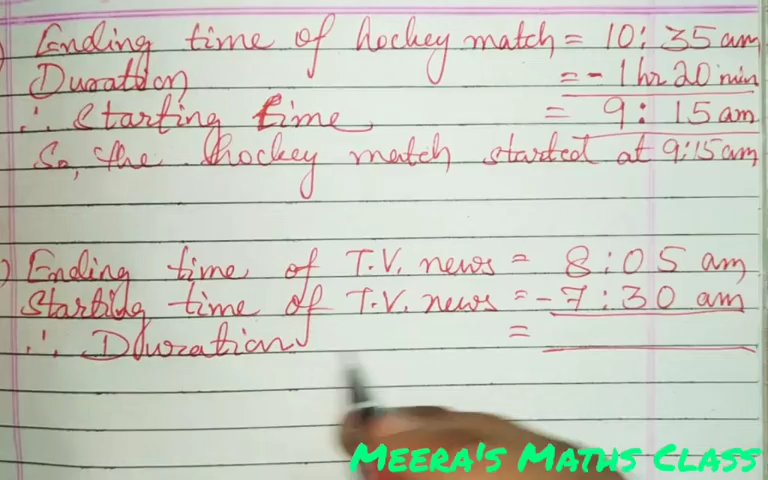 ) Ending time of hockey match = 10:35 am
Duration = - 1 hr 20 min
∴ Starting time = 9:15 am
So, the hockey match started at 9:15 am
) Ending time of T.V. news = 8:05 am
Starting time of T.V. news = - 7:30 am
∴ Duration =
Meera's Maths Class